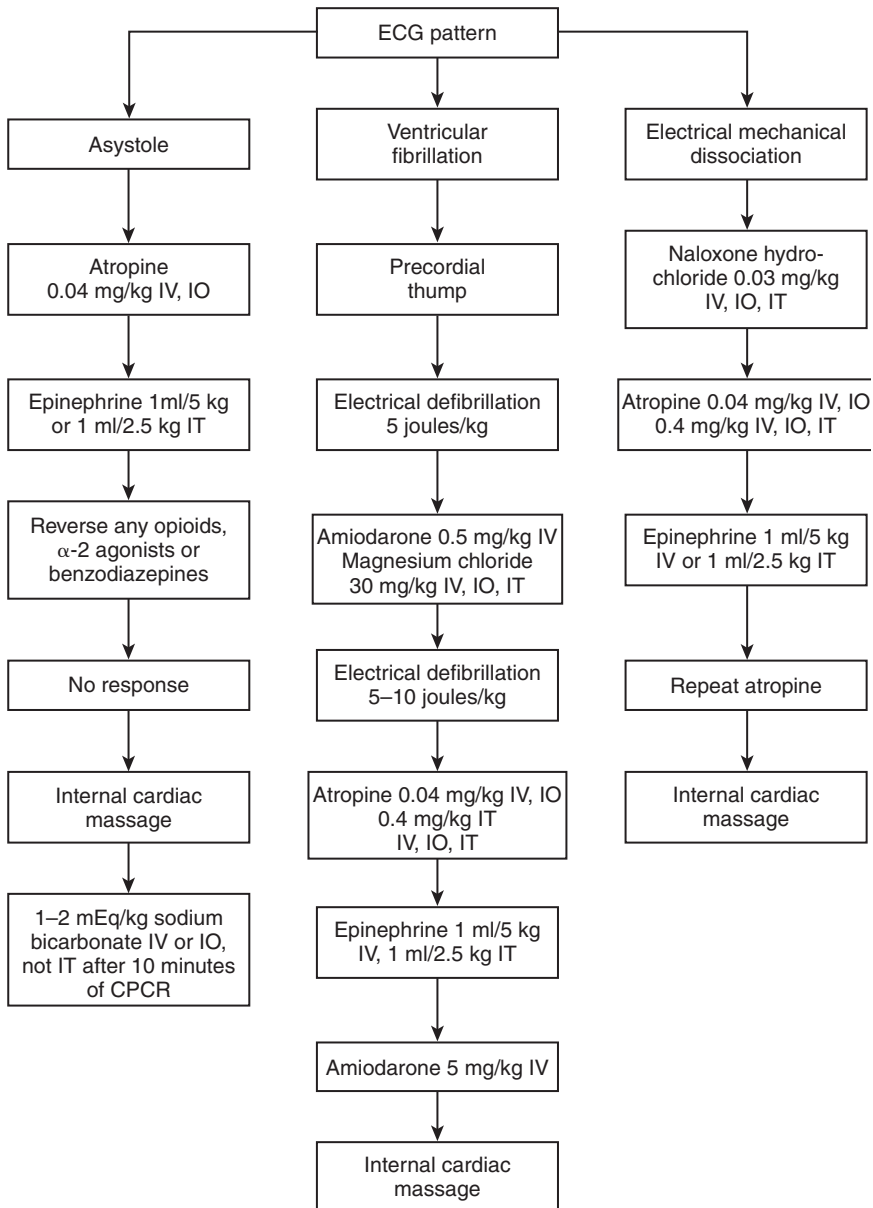 ECG pattern
Asystole
Atropine
0.04 mg/kg IV, IO
Epinephrine 1ml/5 kg
or 1 ml/2.5 kg IT
Reverse any opioids,
α-2 agonists or
benzodiazepines
No response
Internal cardiac
massage
1–2 mEq/kg sodium
bicarbonate IV or IO,
not IT after 10 minutes
of CPCR
Ventricular
fibrillation
Precordial
thump
Electrical defibrillation
5 joules/kg
Amiodarone 0.5 mg/kg IV
Magnesium chloride
30 mg/kg IV, IO, IT
Electrical defibrillation
5–10 joules/kg
Atropine 0.04 mg/kg IV, IO
0.4 mg/kg IT
IV, IO, IT
Epinephrine 1 ml/5 kg
IV, 1 ml/2.5 kg IT
Amiodarone 5 mg/kg IV
Internal cardiac
massage
Electrical mechanical
dissociation
Naloxone hydro-
chloride 0.03 mg/kg
IV, IO, IT
Atropine 0.04 mg/kg IV, IO
0.4 mg/kg IV, IO, IT
Epinephrine 1 ml/5 kg
IV or 1 ml/2.5 kg IT
Repeat atropine
Internal cardiac
massage